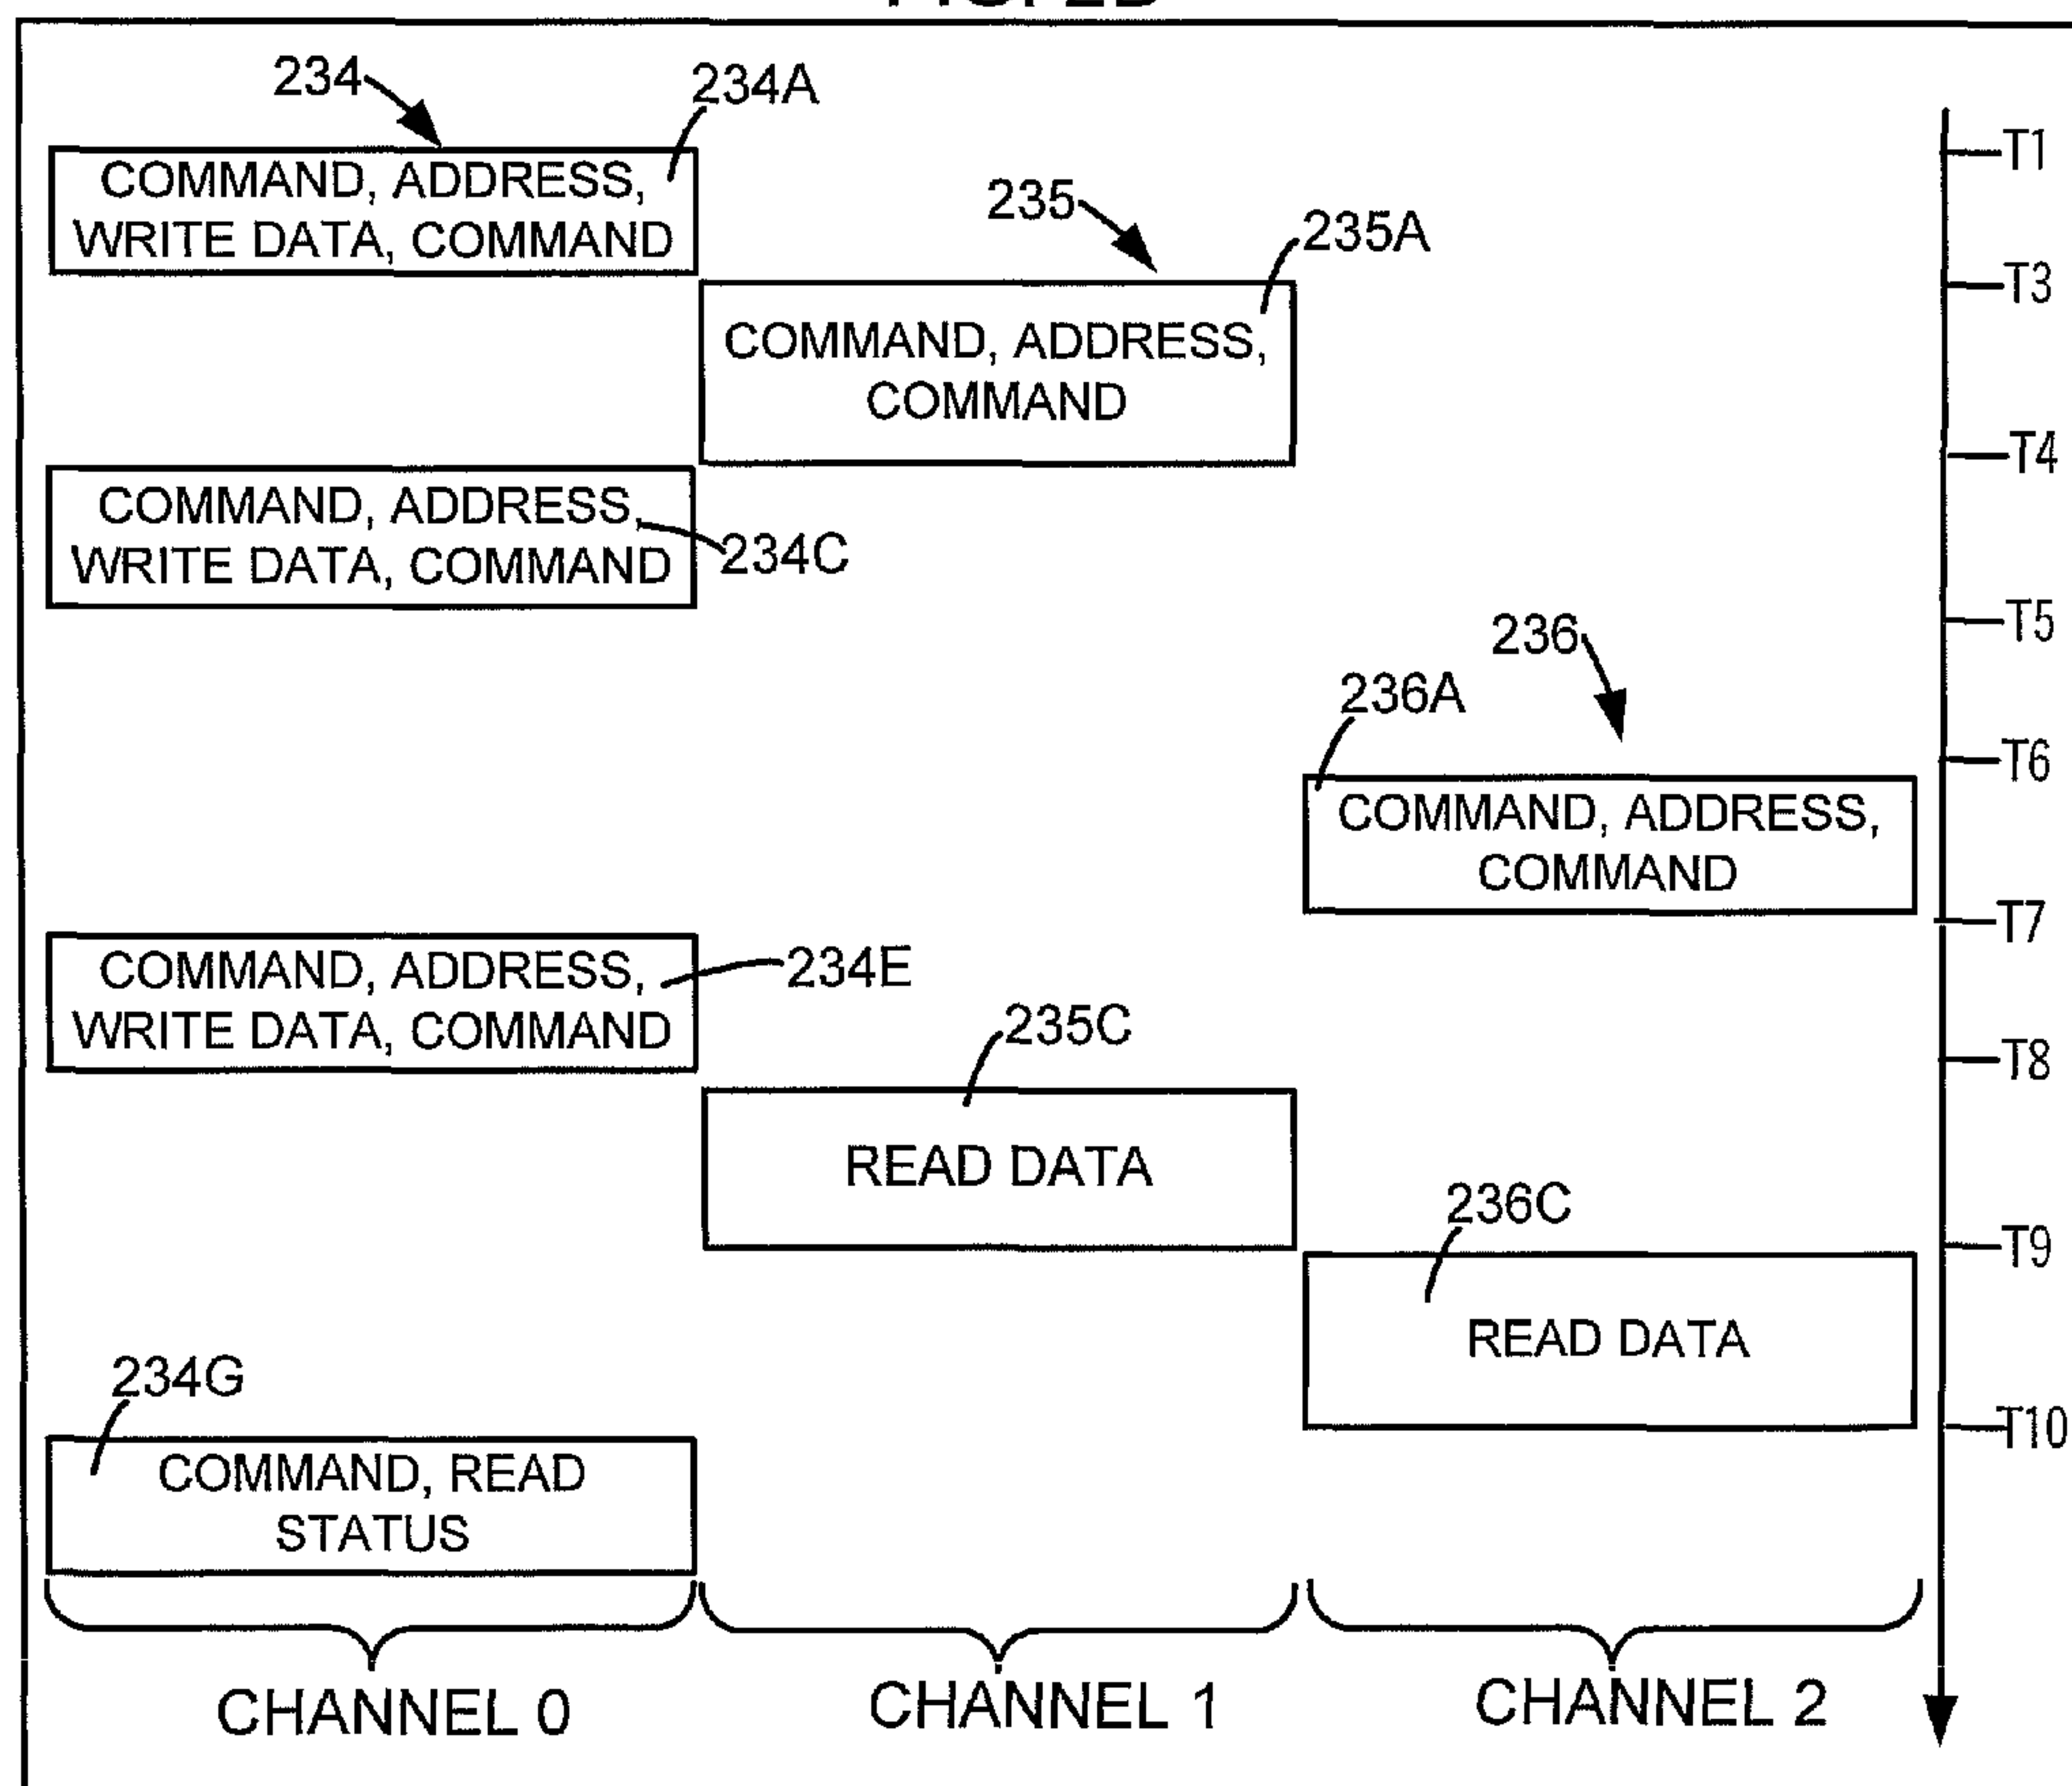 234
234A
COMMAND, ADDRESS,
WRITE DATA, COMMAND
T1
235
235A
T3
COMMAND, ADDRESS,
COMMAND
T4
COMMAND, ADDRESS,
WRITE DATA, COMMAND
234C
T5
236
236A
T6
COMMAND, ADDRESS,
COMMAND
T7
COMMAND, ADDRESS,
WRITE DATA, COMMAND
234E
235C
T8
READ DATA
236C
T9
READ DATA
234G
T10
COMMAND, READ
STATUS
CHANNEL 0
CHANNEL 1
CHANNEL 2